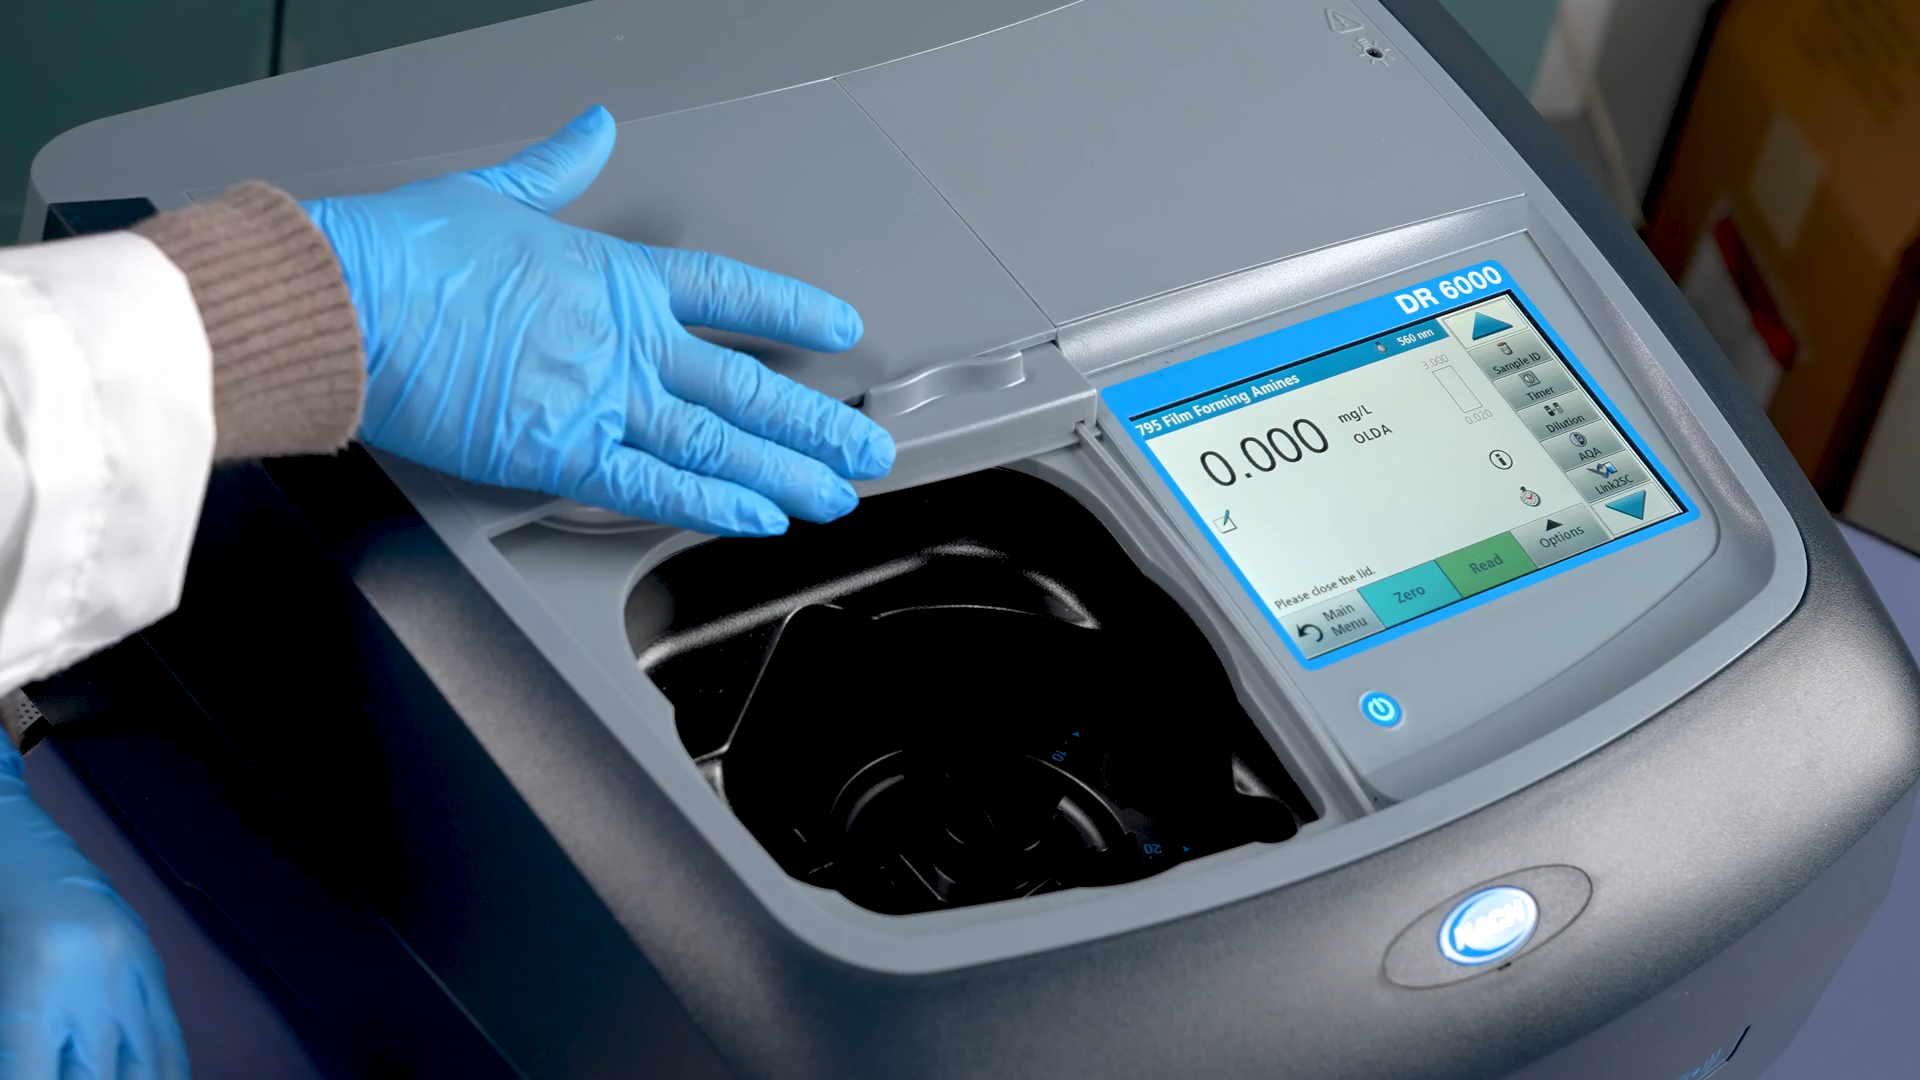 DR 6000
795 Film Forming Amines
560 nm
0.000 mg/L
OLDA
3.000
0.020
Sample ID
Timer
Dilution
AQA
Link2SC
Please close the lid.
Main
Menu
Zero
Read
Options
10
20
HACH